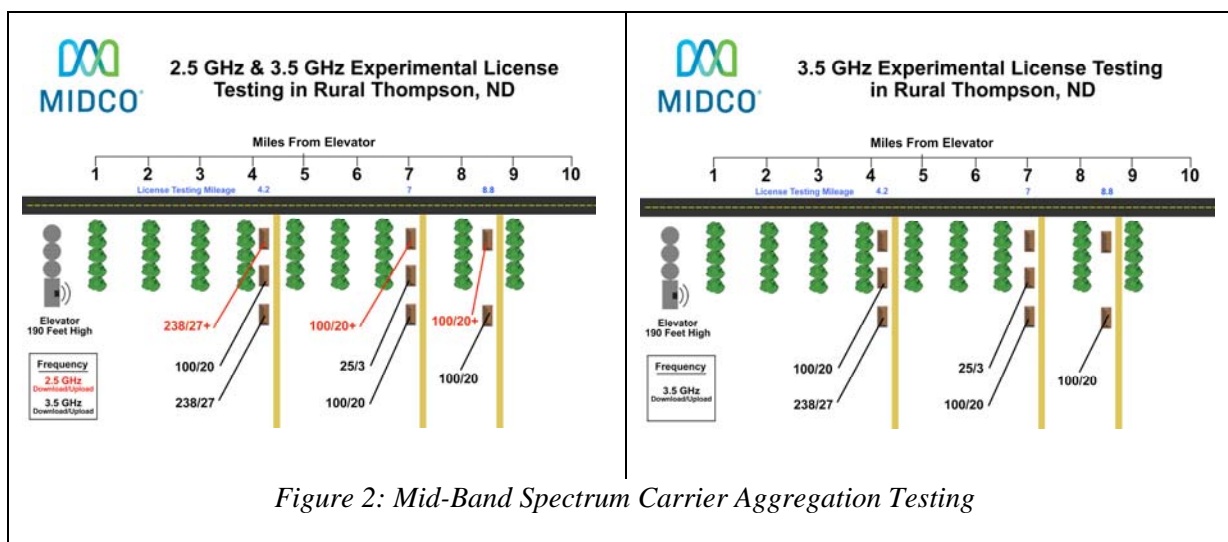 MIDCO
2.5 GHz & 3.5 GHz Experimental License
Testing in Rural Thompson, ND
Miles From Elevator
1 2 3 4 5 6 7 8 9 10
License Testing Mileage 4.2 7 8.8
Elevator
190 Feet High
238/27+ 100/20+ 100/20+
100/20 25/3 100/20
238/27 100/20
Frequency
2.5 GHz
Download/Upload
3.5 GHz
Download/Upload
MIDCO
3.5 GHz Experimental License Testing
in Rural Thompson, ND
Miles From Elevator
1 2 3 4 5 6 7 8 9 10
License Testing Mileage 4.2 7 8.8
Elevator
190 Feet High
100/20 25/3 100/20
238/27 100/20
Frequency
3.5 GHz
Download/Upload
Figure 2: Mid-Band Spectrum Carrier Aggregation Testing